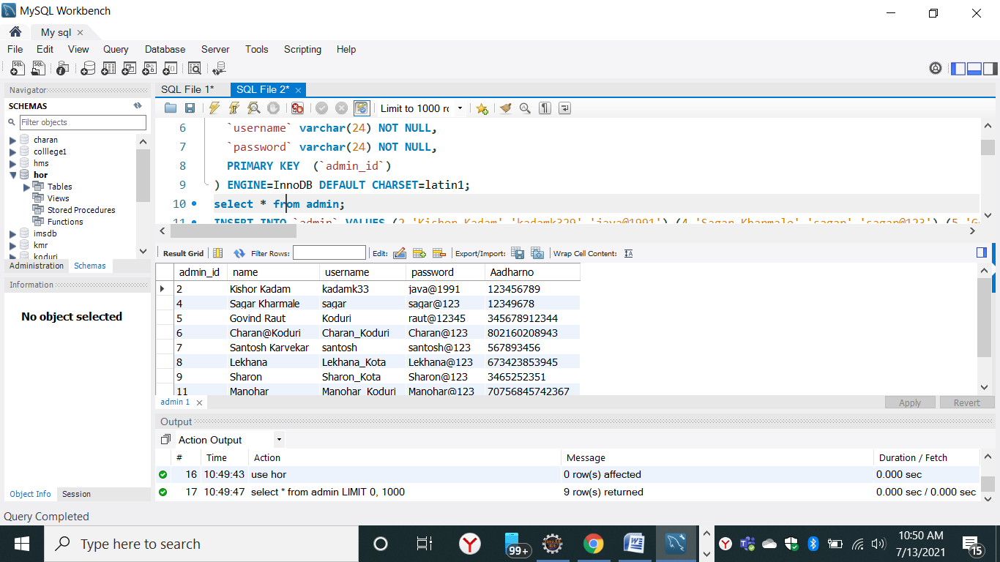 MySQL Workbench
My sql
File Edit View Query Database Server Tools Scripting Help
Navigator
SCHEMAS
Filter objects
charan
colllege1
hms
hor
Tables
Views
Stored Procedures
Functions
imsdb
kmr
koduri
Administration Schemas
Information
No object selected
Object Info Session
SQL File 1* SQL File 2*
Limit to 1000 rc
6 `username` varchar(24) NOT NULL,
7 `password` varchar(24) NOT NULL,
8 PRIMARY KEY (`admin_id`)
9 ) ENGINE=InnoDB DEFAULT CHARSET=latin1;
10 select * from admin;
11 INSERT INTO `admin` VALUES (2,'Kishor Kadam','kadamk329','java@1991'),(4,'Sagar Kharmale','sagar','sagar@123'),(5,'G
Result Grid Filter Rows: Edit: Export/Import: Wrap Cell Content:
admin_id name username password Aadharno
2 Kishor Kadam kadamk33 java@1991 123456789
4 Sagar Kharmale sagar sagar@123 12349678
5 Govind Raut Koduri raut@12345 345678912344
6 Charan@Koduri Charan_Koduri Charan@123 802160208943
7 Santosh Karvekar santosh santosh@123 567893456
8 Lekhana Lekhana_Kota Lekhana@123 673423853945
9 Sharon Sharon_Kota Sharon@123 3465252351
11 Manohar Manohar_Koduri Manohar@123 70756845742367
admin 1 Apply Revert
Output
Action Output
# Time Action Message Duration / Fetch
16 10:49:43 use hor 0 row(s) affected 0.000 sec
17 10:49:47 select * from admin LIMIT 0, 1000 9 row(s) returned 0.000 sec / 0.000 sec
Query Completed
Type here to search
99+
10:50 AM
7/13/2021
15